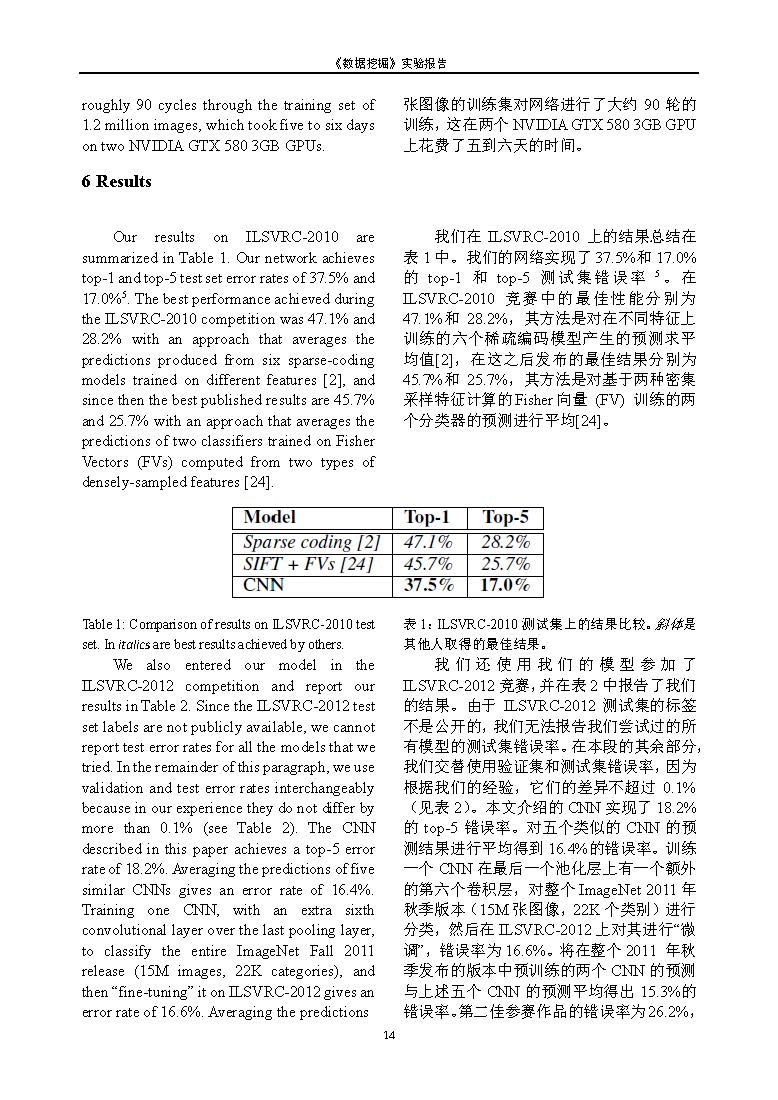 《数据挖掘》实验报告
roughly 90 cycles through the training set of
1.2 million images, which took five to six days
on two NVIDIA GTX 580 3GB GPUs.
张图像的训练集对网络进行了大约 90 轮的
训练，这在两个 NVIDIA GTX 580 3GB GPU
上花费了五到六天的时间。
6 Results
Our results on ILSVRC-2010 are
summarized in Table 1. Our network achieves
top-1 and top-5 test set error rates of 37.5% and
17.0%⁵. The best performance achieved during
the ILSVRC-2010 competition was 47.1% and
28.2% with an approach that averages the
predictions produced from six sparse-coding
models trained on different features [2], and
since then the best published results are 45.7%
and 25.7% with an approach that averages the
predictions of two classifiers trained on Fisher
Vectors (FVs) computed from two types of
densely-sampled features [24].
我们在 ILSVRC-2010 上的结果总结在
表 1 中。我们的网络实现了 37.5%和 17.0%
的 top-1 和 top-5 测试集错误率 ⁵。在
ILSVRC-2010 竞赛中的最佳性能分别为
47.1%和 28.2%，其方法是对在不同特征上
训练的六个稀疏编码模型产生的预测求平
均值[2]，在这之后发布的最佳结果分别为
45.7%和 25.7%，其方法是对基于两种密集
采样特征计算的Fisher 向量 (FV) 训练的两
个分类器的预测进行平均[24]。
Model Top-1 Top-5
Sparse coding [2] 47.1% 28.2%
SIFT + FVs [24] 45.7% 25.7%
CNN 37.5% 17.0%
Table 1: Comparison of results on ILSVRC-2010 test
set. In italics are best results achieved by others.
表 1：ILSVRC-2010 测试集上的结果比较。斜体是
其他人取得的最佳结果。
We also entered our model in the
ILSVRC-2012 competition and report our
results in Table 2. Since the ILSVRC-2012 test
set labels are not publicly available, we cannot
report test error rates for all the models that we
tried. In the remainder of this paragraph, we use
validation and test error rates interchangeably
because in our experience they do not differ by
more than 0.1% (see Table 2). The CNN
described in this paper achieves a top-5 error
rate of 18.2%. Averaging the predictions of five
similar CNNs gives an error rate of 16.4%.
Training one CNN, with an extra sixth
convolutional layer over the last pooling layer,
to classify the entire ImageNet Fall 2011
release (15M images, 22K categories), and
then “fine-tuning” it on ILSVRC-2012 gives an
error rate of 16.6%. Averaging the predictions
我们还使用我们的模型参加了
ILSVRC-2012 竞赛，并在表 2 中报告了我们
的结果。由于 ILSVRC-2012 测试集的标签
不是公开的，我们无法报告我们尝试过的所
有模型的测试集错误率。在本段的其余部分，
我们交替使用验证集和测试集错误率，因为
根据我们的经验，它们的差异不超过 0.1%
（见表 2）。本文介绍的 CNN 实现了 18.2%
的 top-5 错误率。对五个类似的 CNN 的预
测结果进行平均得到 16.4%的错误率。训练
一个 CNN 在最后一个池化层上有一个额外
的第六个卷积层，对整个 ImageNet 2011 年
秋季版本（15M 张图像，22K 个类别）进行
分类，然后在 ILSVRC-2012 上对其进行“微
调”，错误率为 16.6%。将在整个 2011 年秋
季发布的版本中预训练的两个 CNN 的预测
与上述五个 CNN 的预测平均得出 15.3%的
错误率。第二佳参赛作品的错误率为26.2%，
14